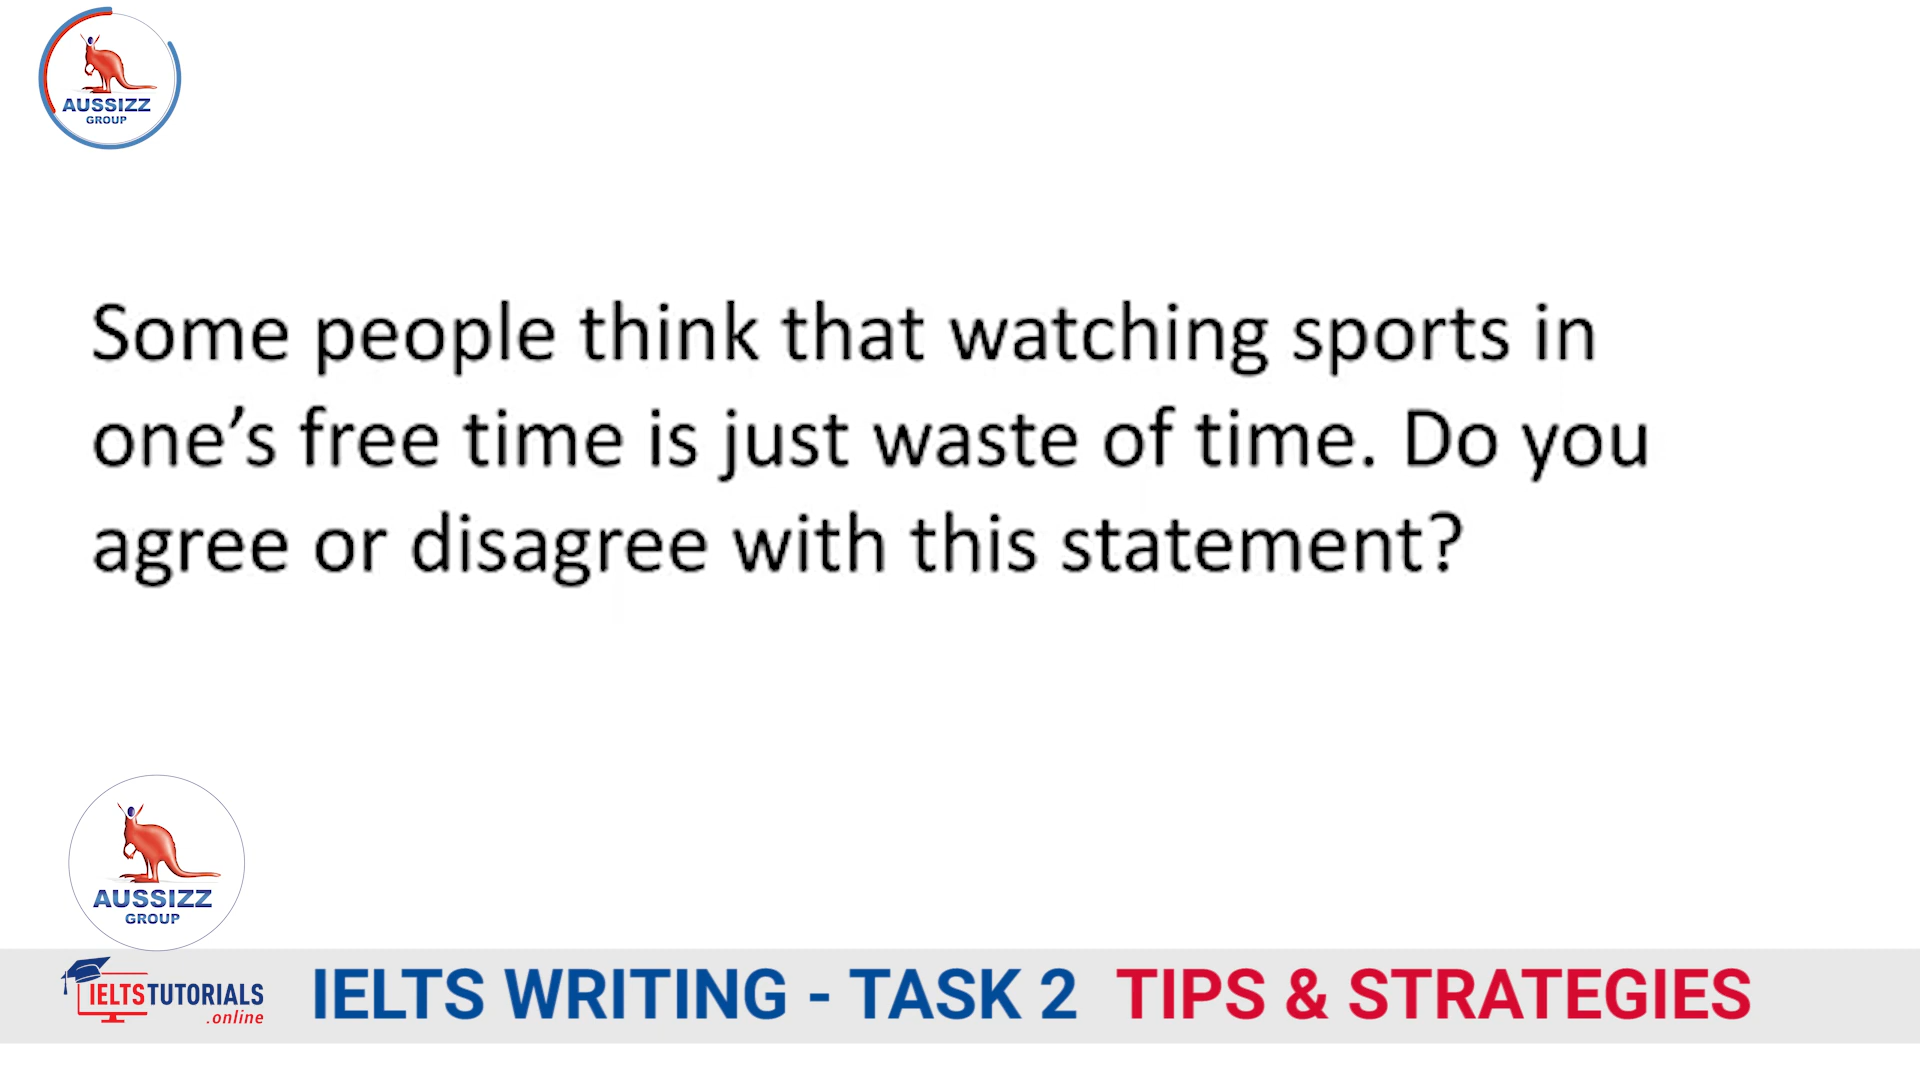 AUSSIZZ
GROUP
Some people think that watching sports in
one’s free time is just waste of time. Do you
agree or disagree with this statement?
AUSSIZZ
GROUP
IELTSTUTORIALS
.online
IELTS WRITING - TASK 2 TIPS & STRATEGIES